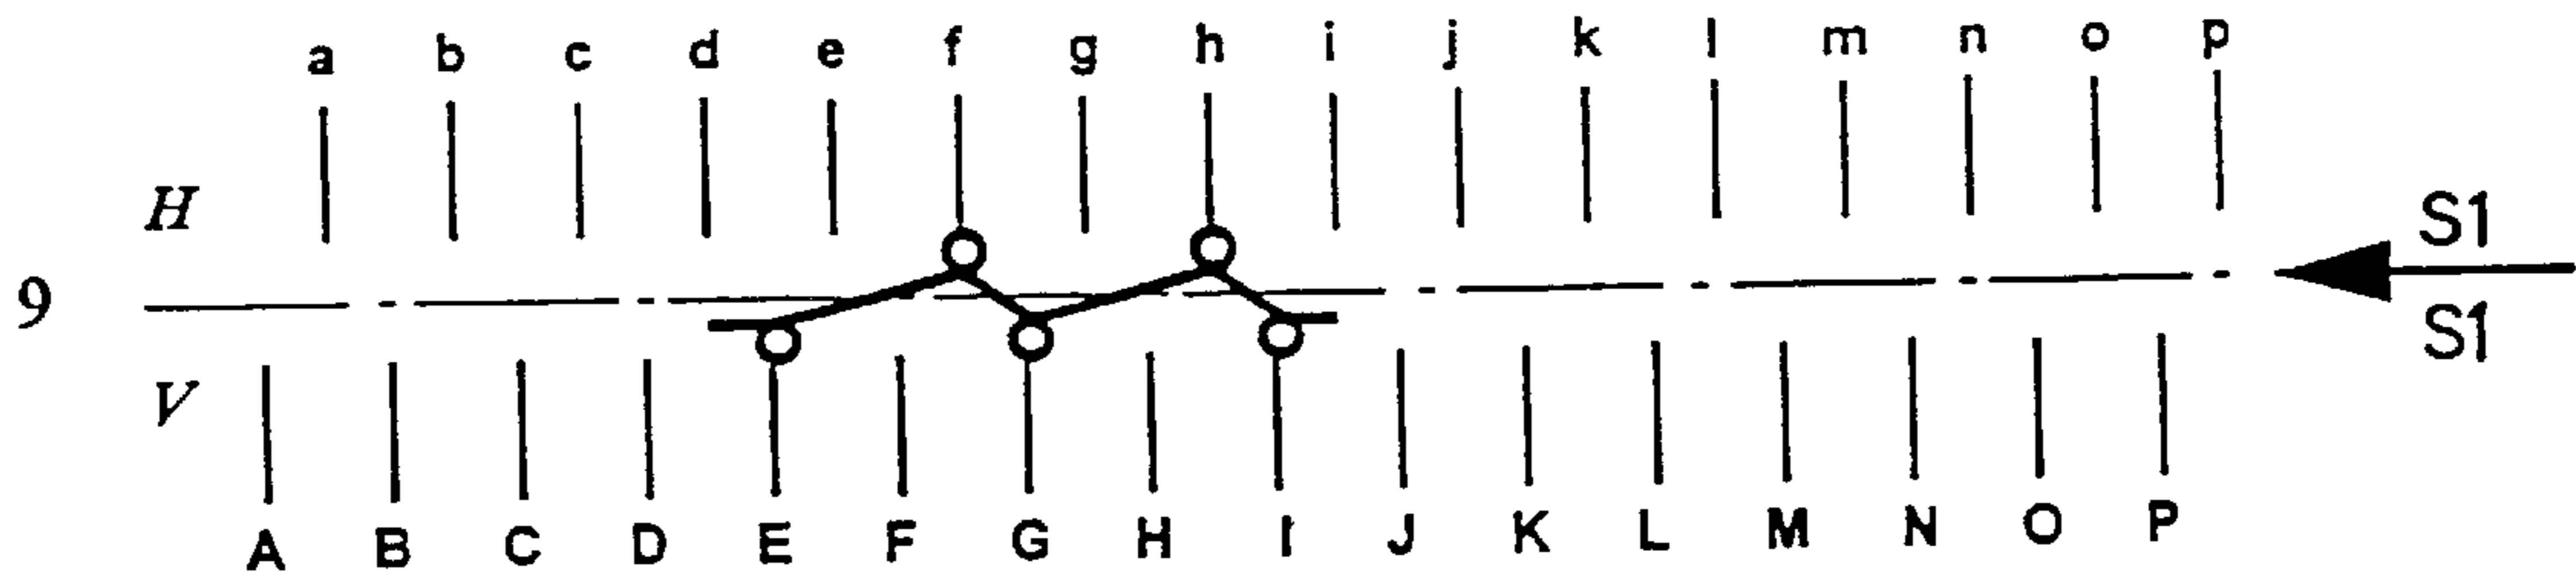 a b c d e f g h i j k l m n o p
H
S1
9
S1
V
A B C D E F G H I J K L M N O P